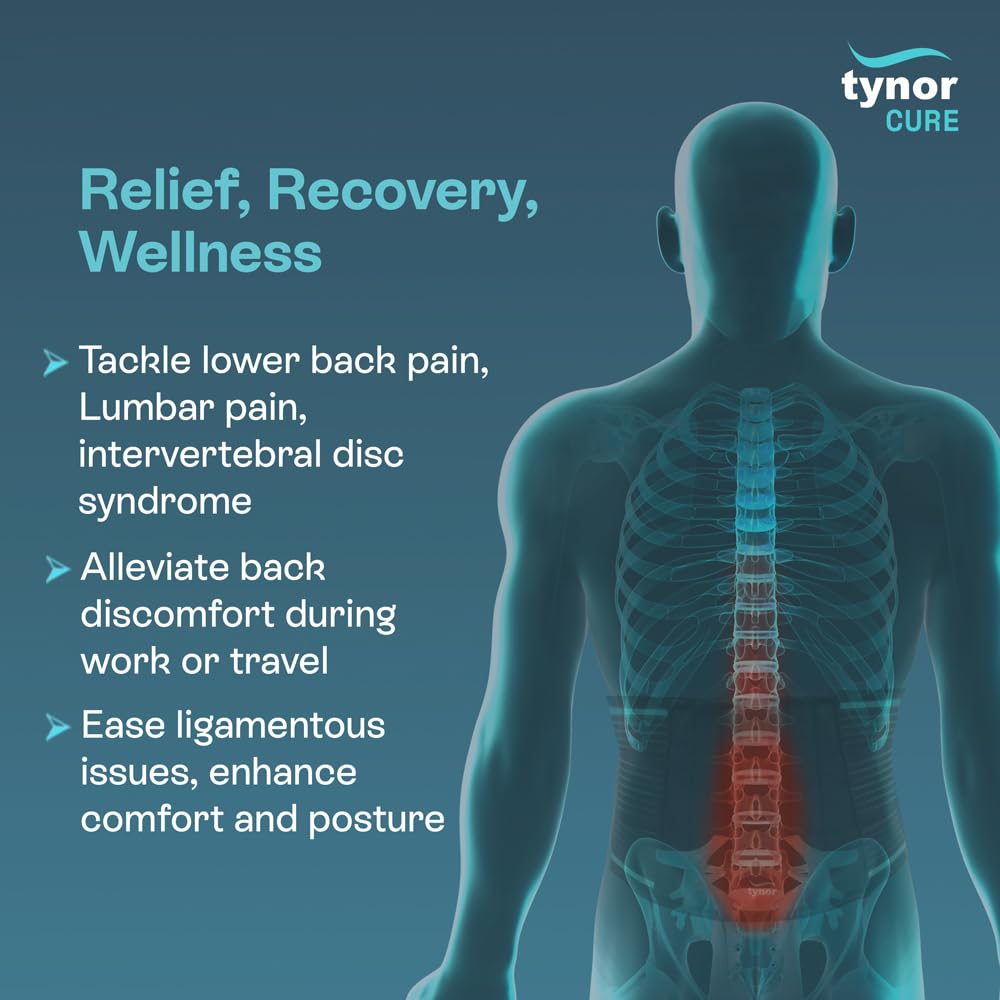 tynor
CURE
Relief, Recovery,
Wellness
Tackle lower back pain,
Lumbar pain,
intervertebral disc
syndrome
Alleviate back
discomfort during
work or travel
Ease ligamentous
issues, enhance
comfort and posture
tynor